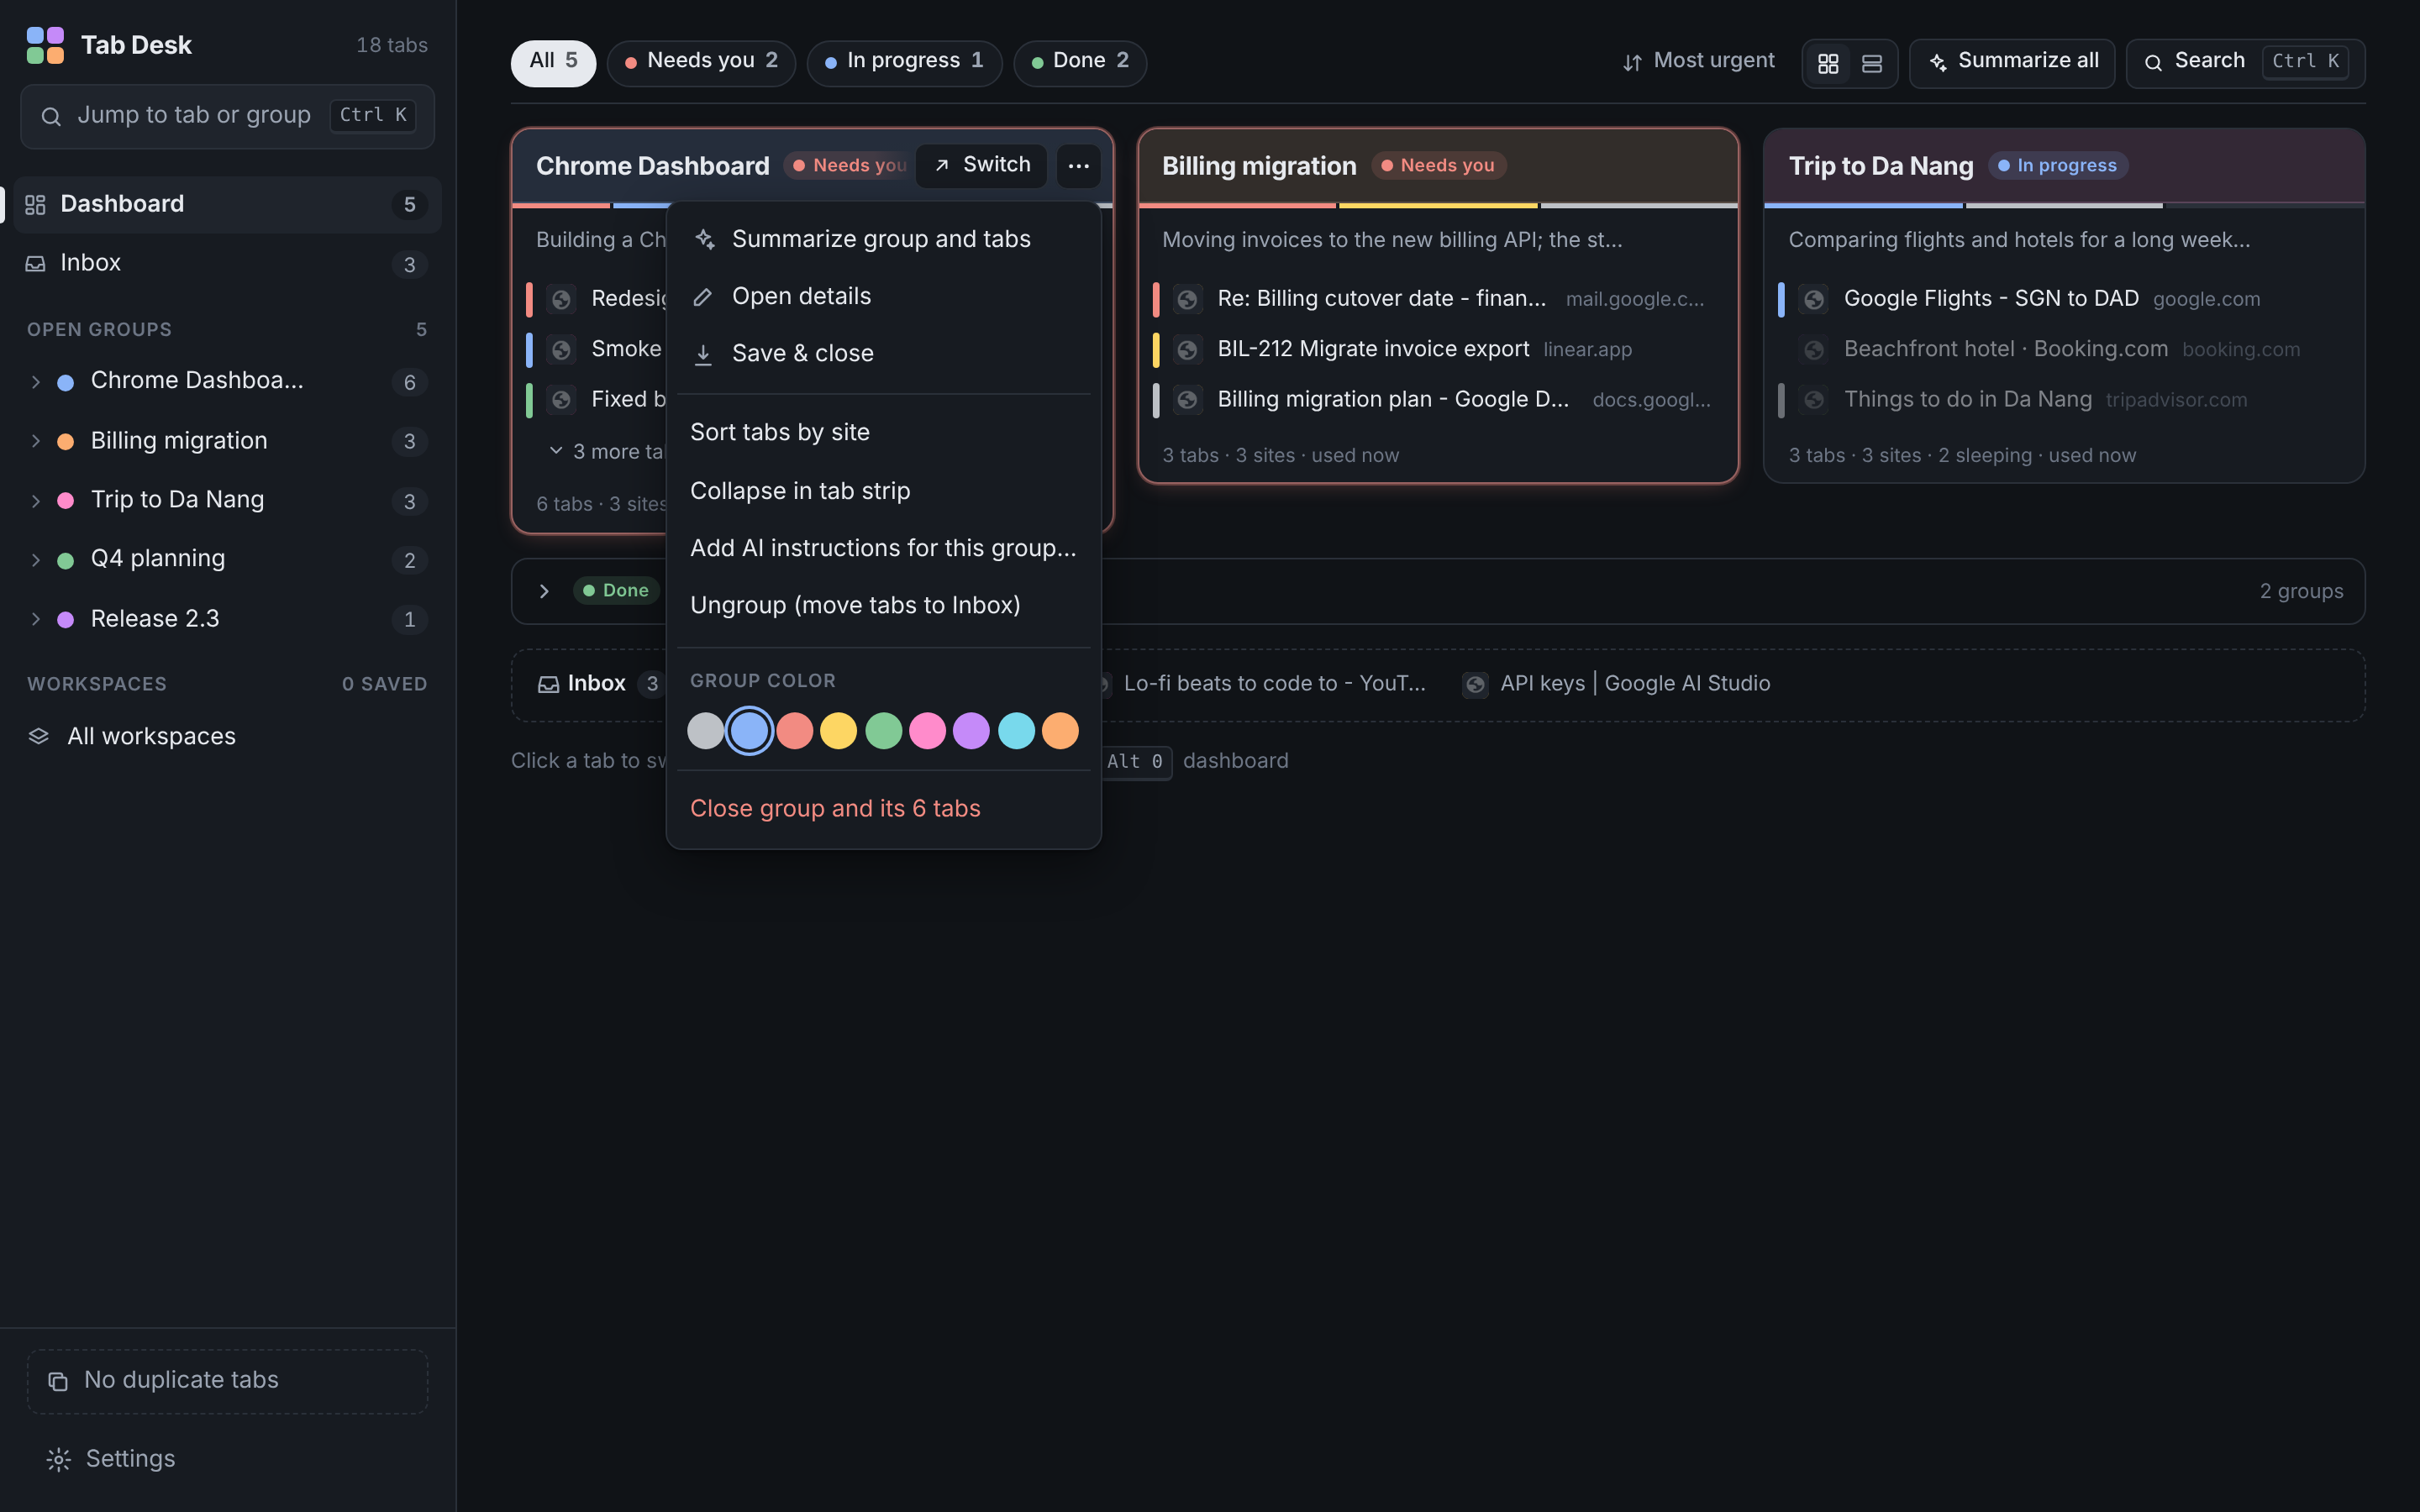 Tab Desk 18 tabs
Jump to tab or group Ctrl K
Dashboard 5
Inbox 3
OPEN GROUPS 5
Chrome Dashboa... 6
Billing migration 3
Trip to Da Nang 3
Q4 planning 2
Release 2.3 1
WORKSPACES 0 SAVED
All workspaces
No duplicate tabs
Settings
All 5 Needs you 2 In progress 1 Done 2 Most urgent Summarize all Search Ctrl K
Chrome Dashboard Needs you Switch
Building a Ch
Redesig
Smoke
Fixed b
3 more ta
6 tabs · 3 sites
Summarize group and tabs
Open details
Save & close
Sort tabs by site
Collapse in tab strip
Add AI instructions for this group...
Ungroup (move tabs to Inbox)
GROUP COLOR
Close group and its 6 tabs
Billing migration Needs you
Moving invoices to the new billing API; the st...
Re: Billing cutover date - finan... mail.google.c...
BIL-212 Migrate invoice export linear.app
Billing migration plan - Google D... docs.googl...
3 tabs · 3 sites · used now
Trip to Da Nang In progress
Comparing flights and hotels for a long week...
Google Flights - SGN to DAD google.com
Beachfront hotel · Booking.com booking.com
Things to do in Da Nang tripadvisor.com
3 tabs · 3 sites · 2 sleeping · used now
Done 2 groups
Inbox 3 Lo-fi beats to code to - YouT... API keys | Google AI Studio
Click a tab to sw Alt 0 dashboard